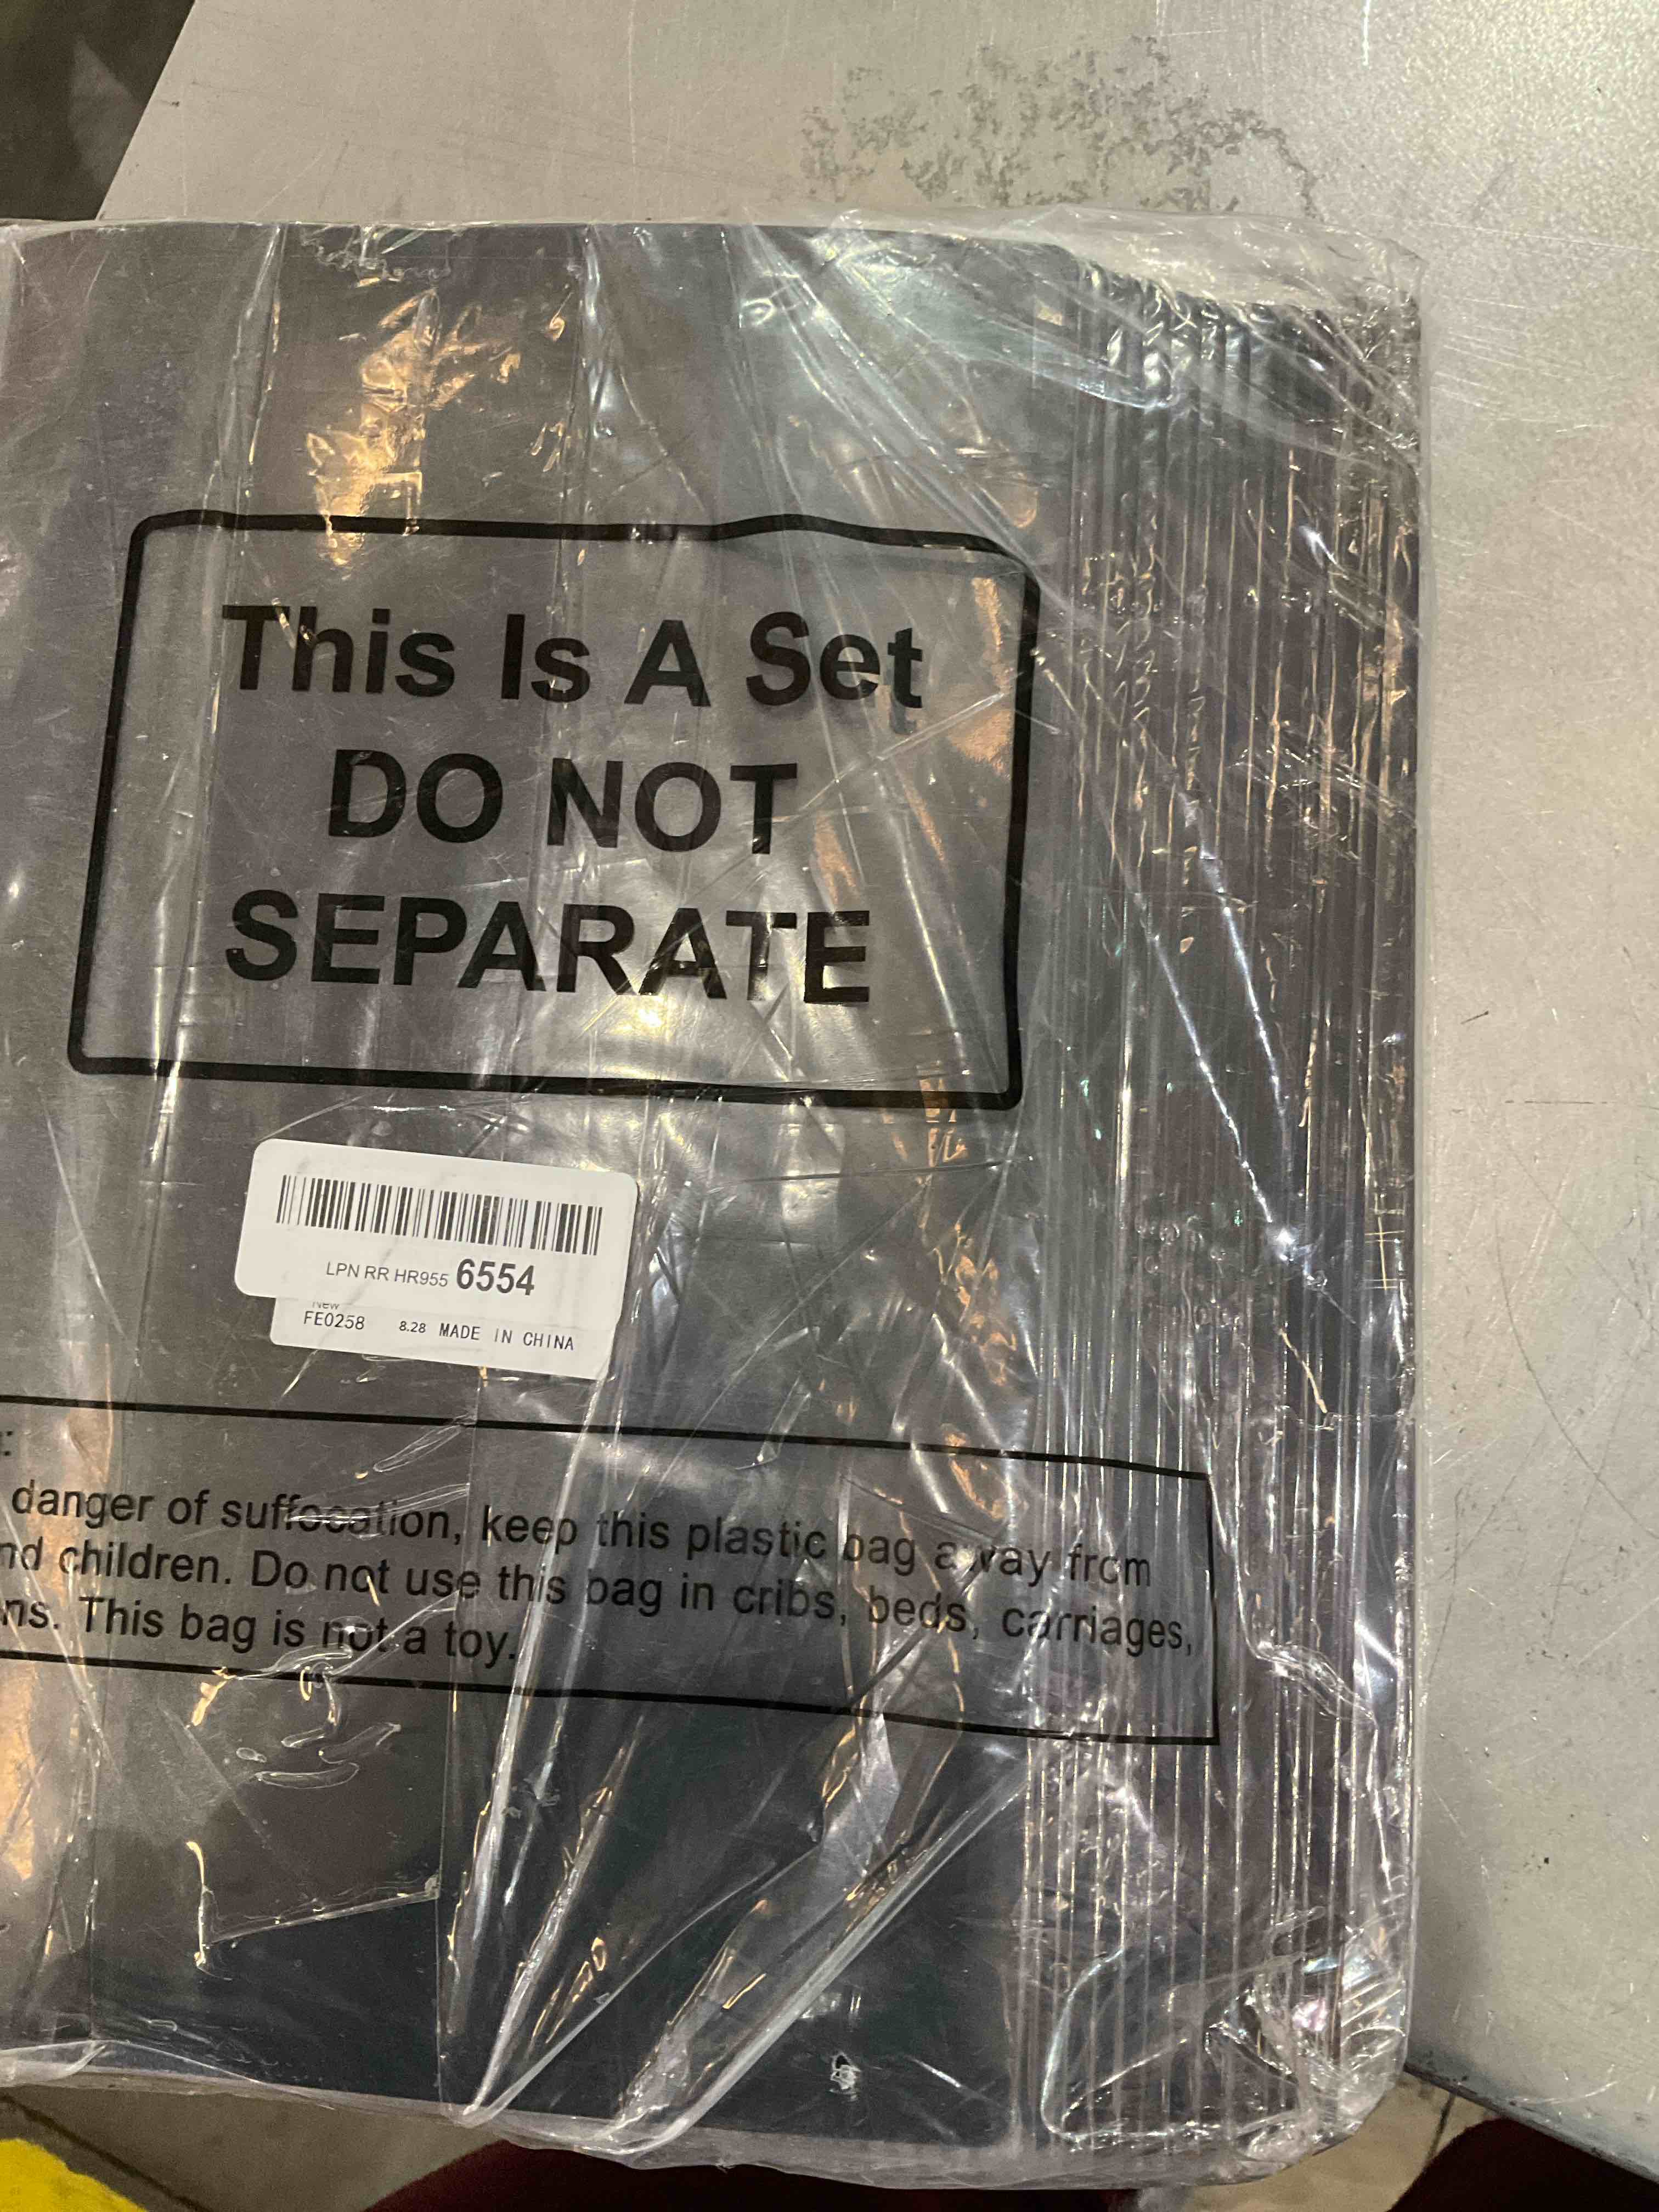 This Is A Set
DO NOT
SEPARATE
LPN RR HR955 6554
New
FE0258 8.28 MADE IN CHINA
danger of suffocation, keep this plastic bag away from
children. Do not use this bag in cribs, beds, carriages,
This bag is not a toy.